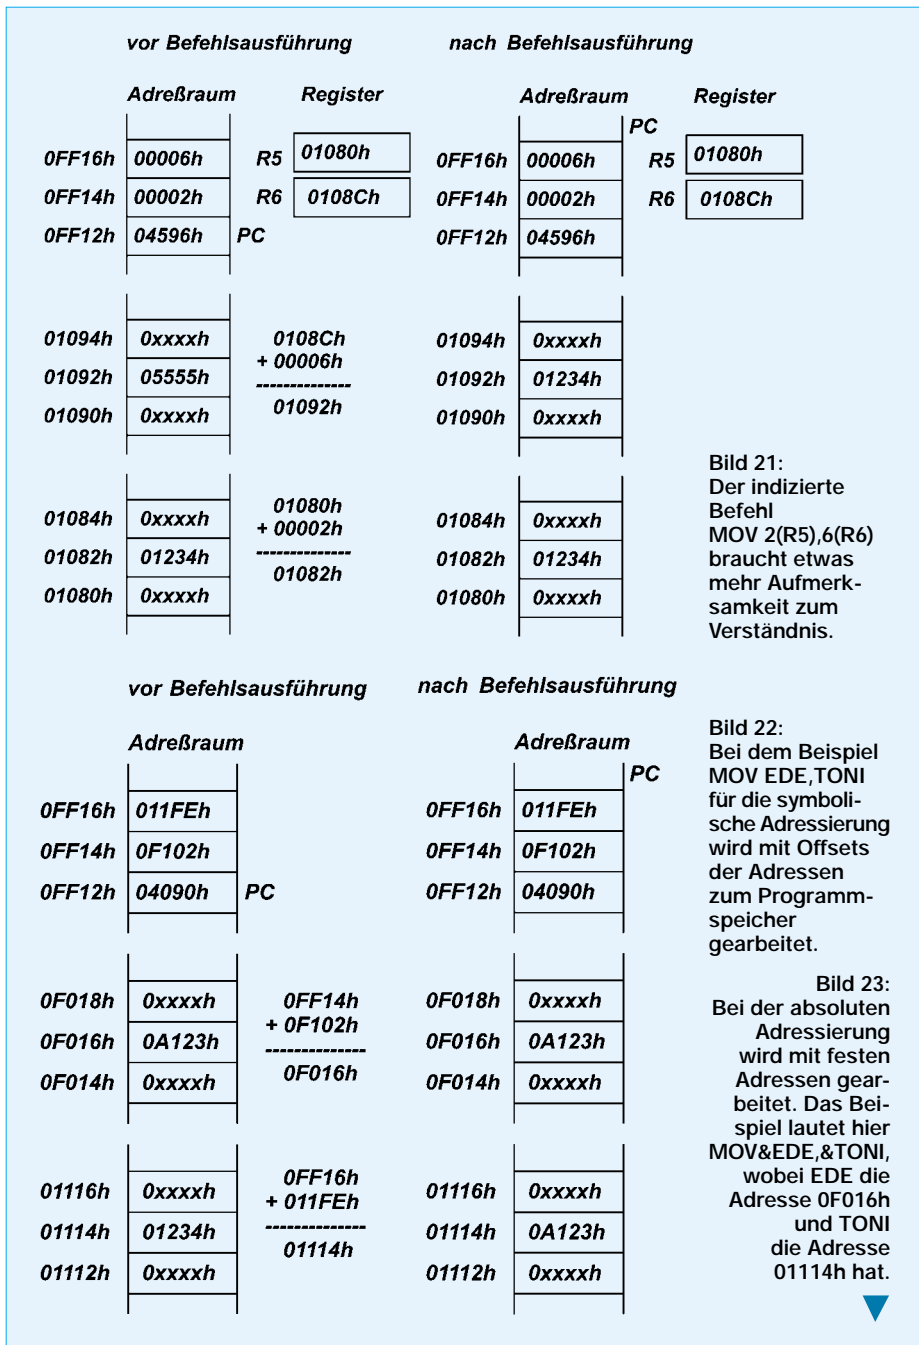 vor Befehlsausführung nach Befehlsausführung
Adreßraum Register Adreßraum Register
PC
0FF16h 00006h R5 01080h 0FF16h 00006h R5 01080h
0FF14h 00002h R6 0108Ch 0FF14h 00002h R6 0108Ch
0FF12h 04596h PC 0FF12h 04596h
01094h 0xxxxh 0108Ch 01094h 0xxxxh
+ 00006h
01092h 05555h -------------- 01092h 01234h
01090h 0xxxxh 01092h 01090h 0xxxxh
01084h 0xxxxh 01080h 01084h 0xxxxh
+ 00002h
01082h 01234h -------------- 01082h 01234h
01080h 0xxxxh 01082h 01080h 0xxxxh
Bild 21:
Der indizierte
Befehl
MOV 2(R5),6(R6)
braucht etwas
mehr Aufmerk-
samkeit zum
Verständnis.
vor Befehlsausführung nach Befehlsausführung
Adreßraum Adreßraum
PC
0FF16h 011FEh 0FF16h 011FEh
0FF14h 0F102h 0FF14h 0F102h
0FF12h 04090h PC 0FF12h 04090h
0F018h 0xxxxh 0FF14h 0F018h 0xxxxh
+ 0F102h
0F016h 0A123h -------------- 0F016h 0A123h
0F014h 0xxxxh 0F016h 0F014h 0xxxxh
01116h 0xxxxh 0FF16h 01116h 0xxxxh
+ 011FEh
01114h 01234h -------------- 01114h 0A123h
01112h 0xxxxh 01114h 01112h 0xxxxh
Bild 22:
Bei dem Beispiel
MOV EDE,TONI
für die symboli-
sche Adressierung
wird mit Offsets
der Adressen
zum Programm-
speicher
gearbeitet.
Bild 23:
Bei der absoluten
Adressierung
wird mit festen
Adressen gear-
beitet. Das Bei-
spiel lautet hier
MOV&EDE,&TONI,
wobei EDE die
Adresse 0F016h
und TONI
die Adresse
01114h hat.